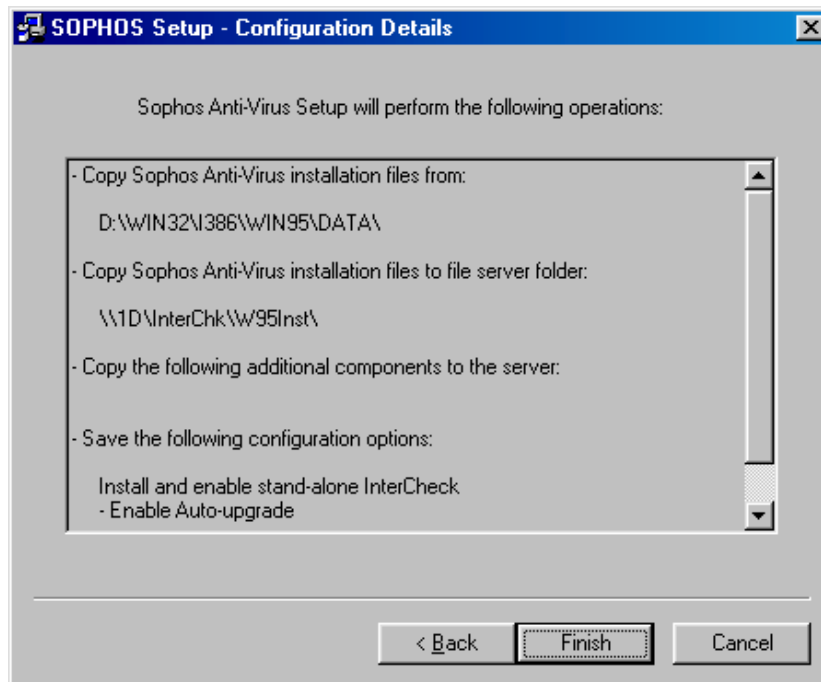 SOPHOS Setup - Configuration Details
Sophos Anti-Virus Setup will perform the following operations:
- Copy Sophos Anti-Virus installation files from:
D:\WIN32\I386\WIN95\DATA\
- Copy Sophos Anti-Virus installation files to file server folder:
\\1D\InterChk\W95Inst\
- Copy the following additional components to the server:
- Save the following configuration options:
Install and enable stand-alone InterCheck
- Enable Auto-upgrade
< Back
Finish
Cancel